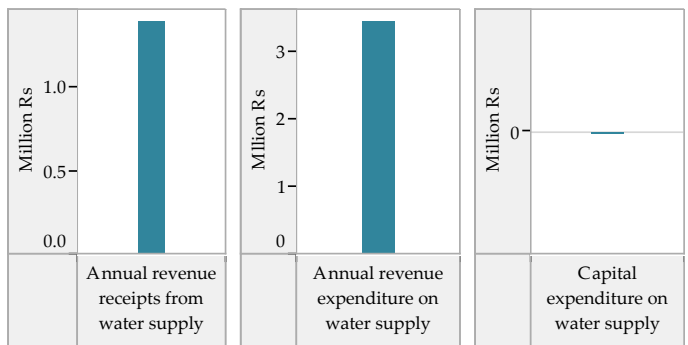 Million Rs
1.0
0.5
0.0
Annual revenue
receipts from
water supply
Mllion Rs
3
2
1
0
Annual revenue
expenditure on
water supply
Million Rs
0
Capital
expenditure on
water supply